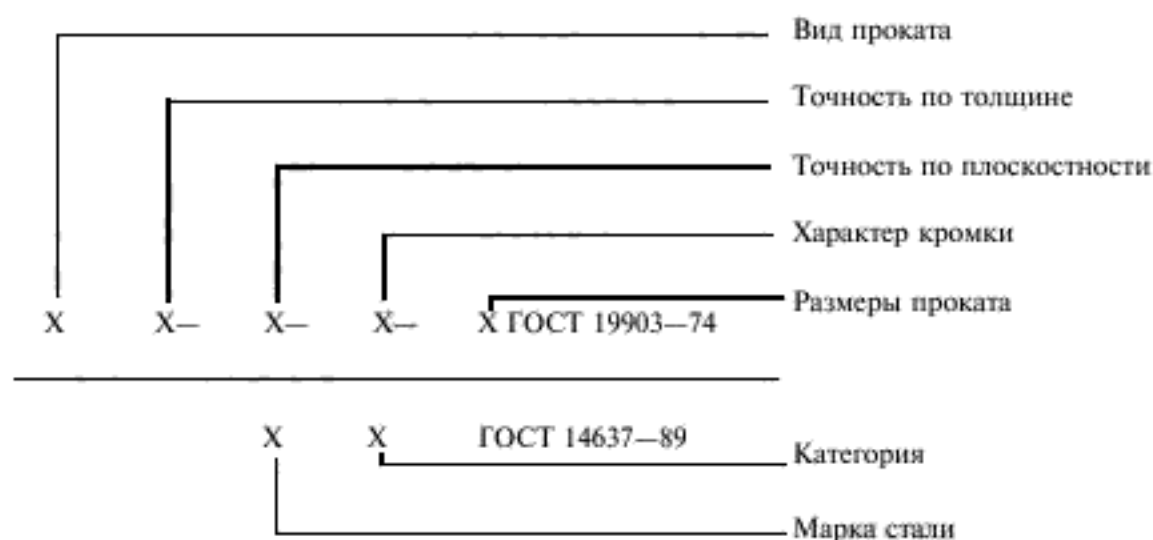 Вид проката
Точность по толщине
Точность по плоскостности
Характер кромки
Размеры проката
X X— X— X— X ГОСТ 19903—74
X X ГОСТ 14637—89
Категория
Марка стали